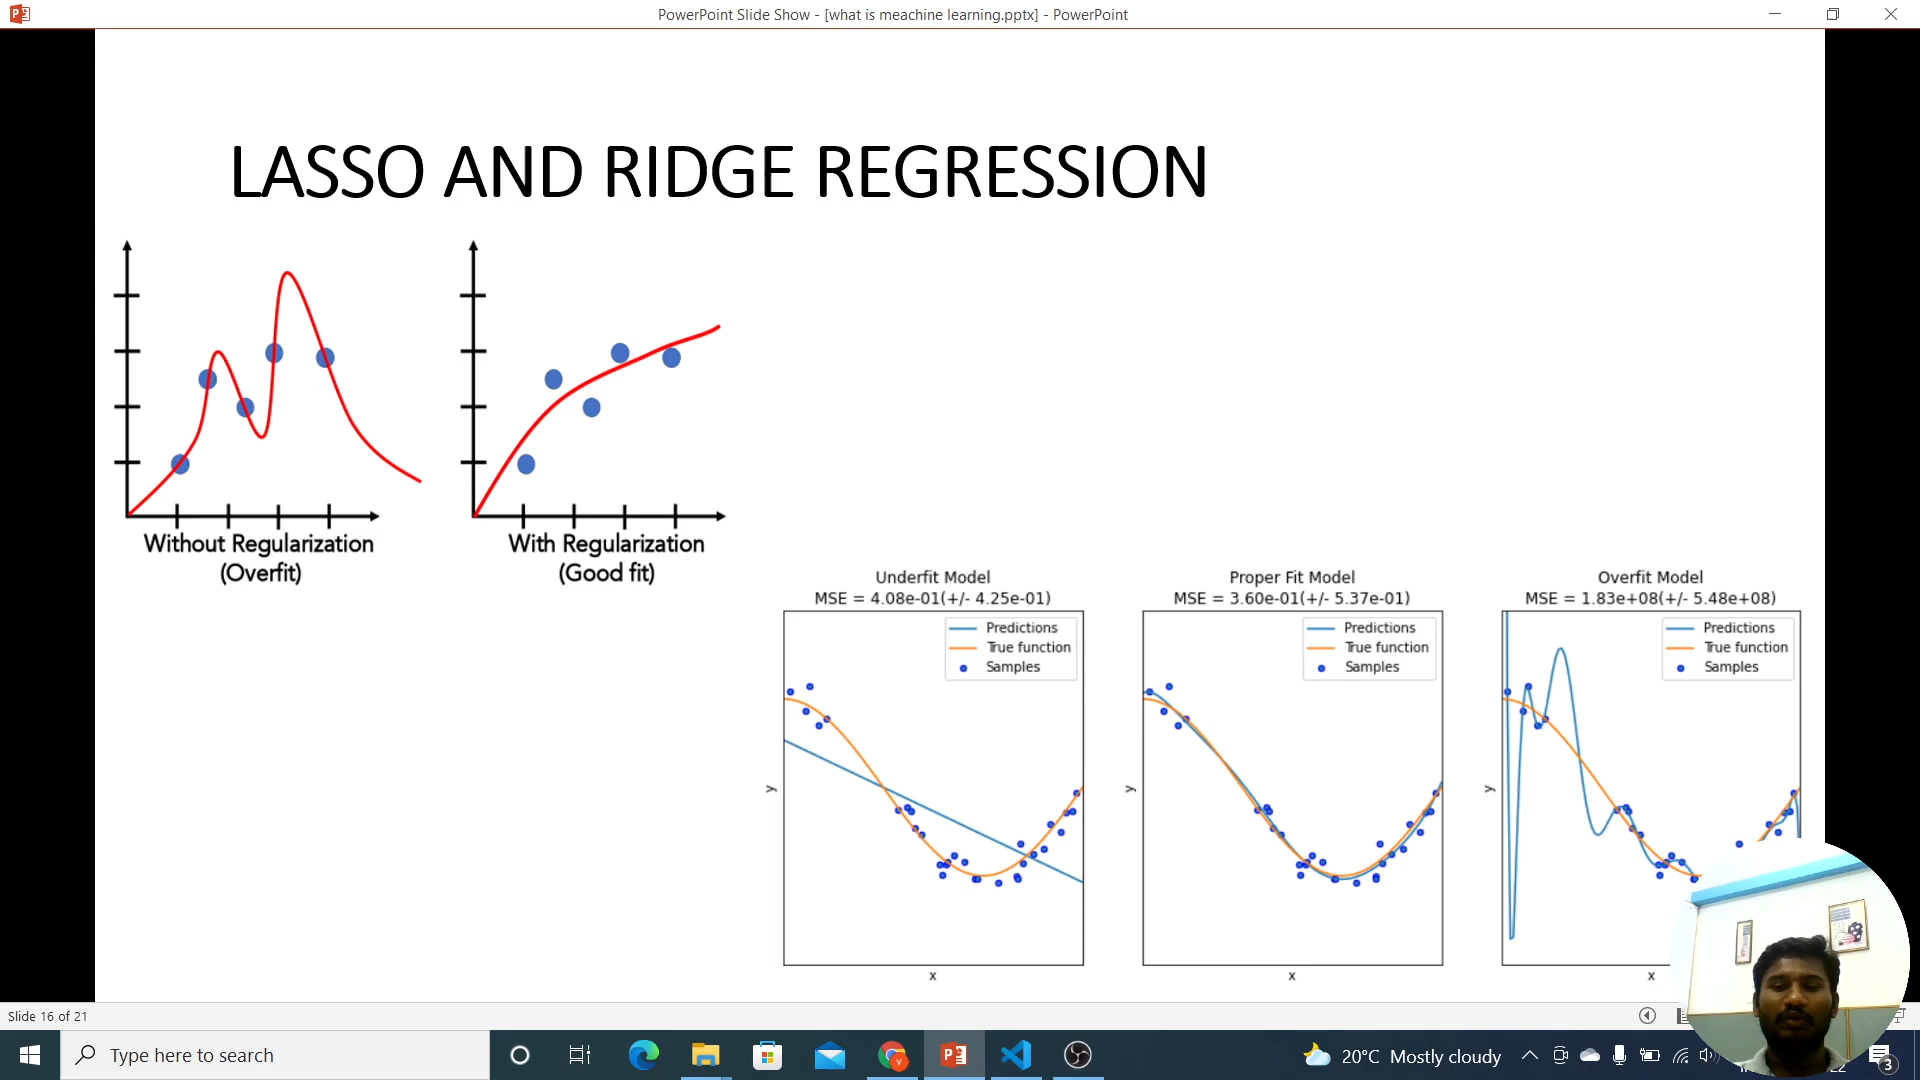 PowerPoint Slide Show - [what is meachine learning.pptx] - PowerPoint
LASSO AND RIDGE REGRESSION
Without Regularization
(Overfit)
With Regularization
(Good fit)
Underfit Model
MSE = 4.08e-01(+/- 4.25e-01)
Predictions
True function
Samples
y
x
Proper Fit Model
MSE = 3.60e-01(+/- 5.37e-01)
Predictions
True function
Samples
y
x
Overfit Model
MSE = 1.83e+08(+/- 5.48e+08)
Predictions
True function
Samples
y
x
Slide 16 of 21
Type here to search
20°C Mostly cloudy
3